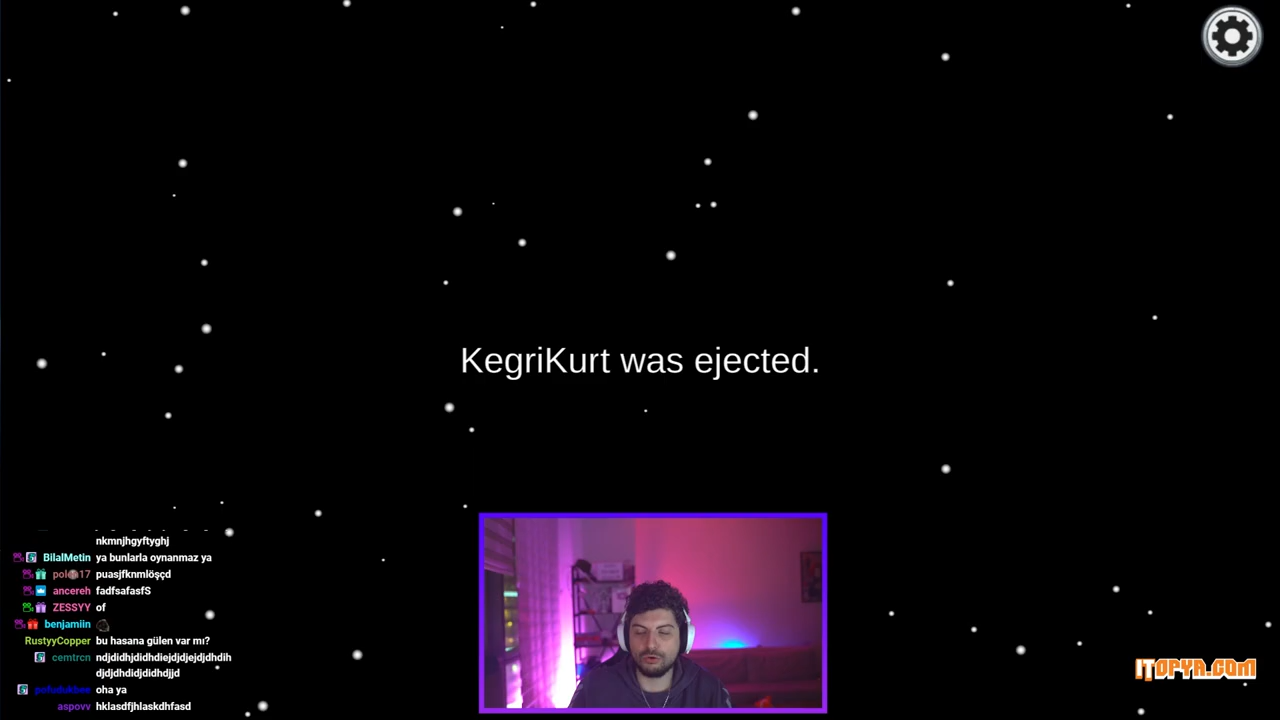 KegriKurt was ejected.
nkmnjhgyftyghj
BilalMetin ya bunlarla oynanmaz ya
puasjfknmlöşçd
ancereh fadfsafasfS
ZESSYY of
benjamiin
RustyyCopper bu hasana gülen var mı?
cemtrcn ndjdidhjdidhdiejdjdjejdjdhdih
djdjdhdidjdidhdjjd
pofudukbee oha ya
aspovv hklasdfjhlaskdhfasd
ITOPYA.COM